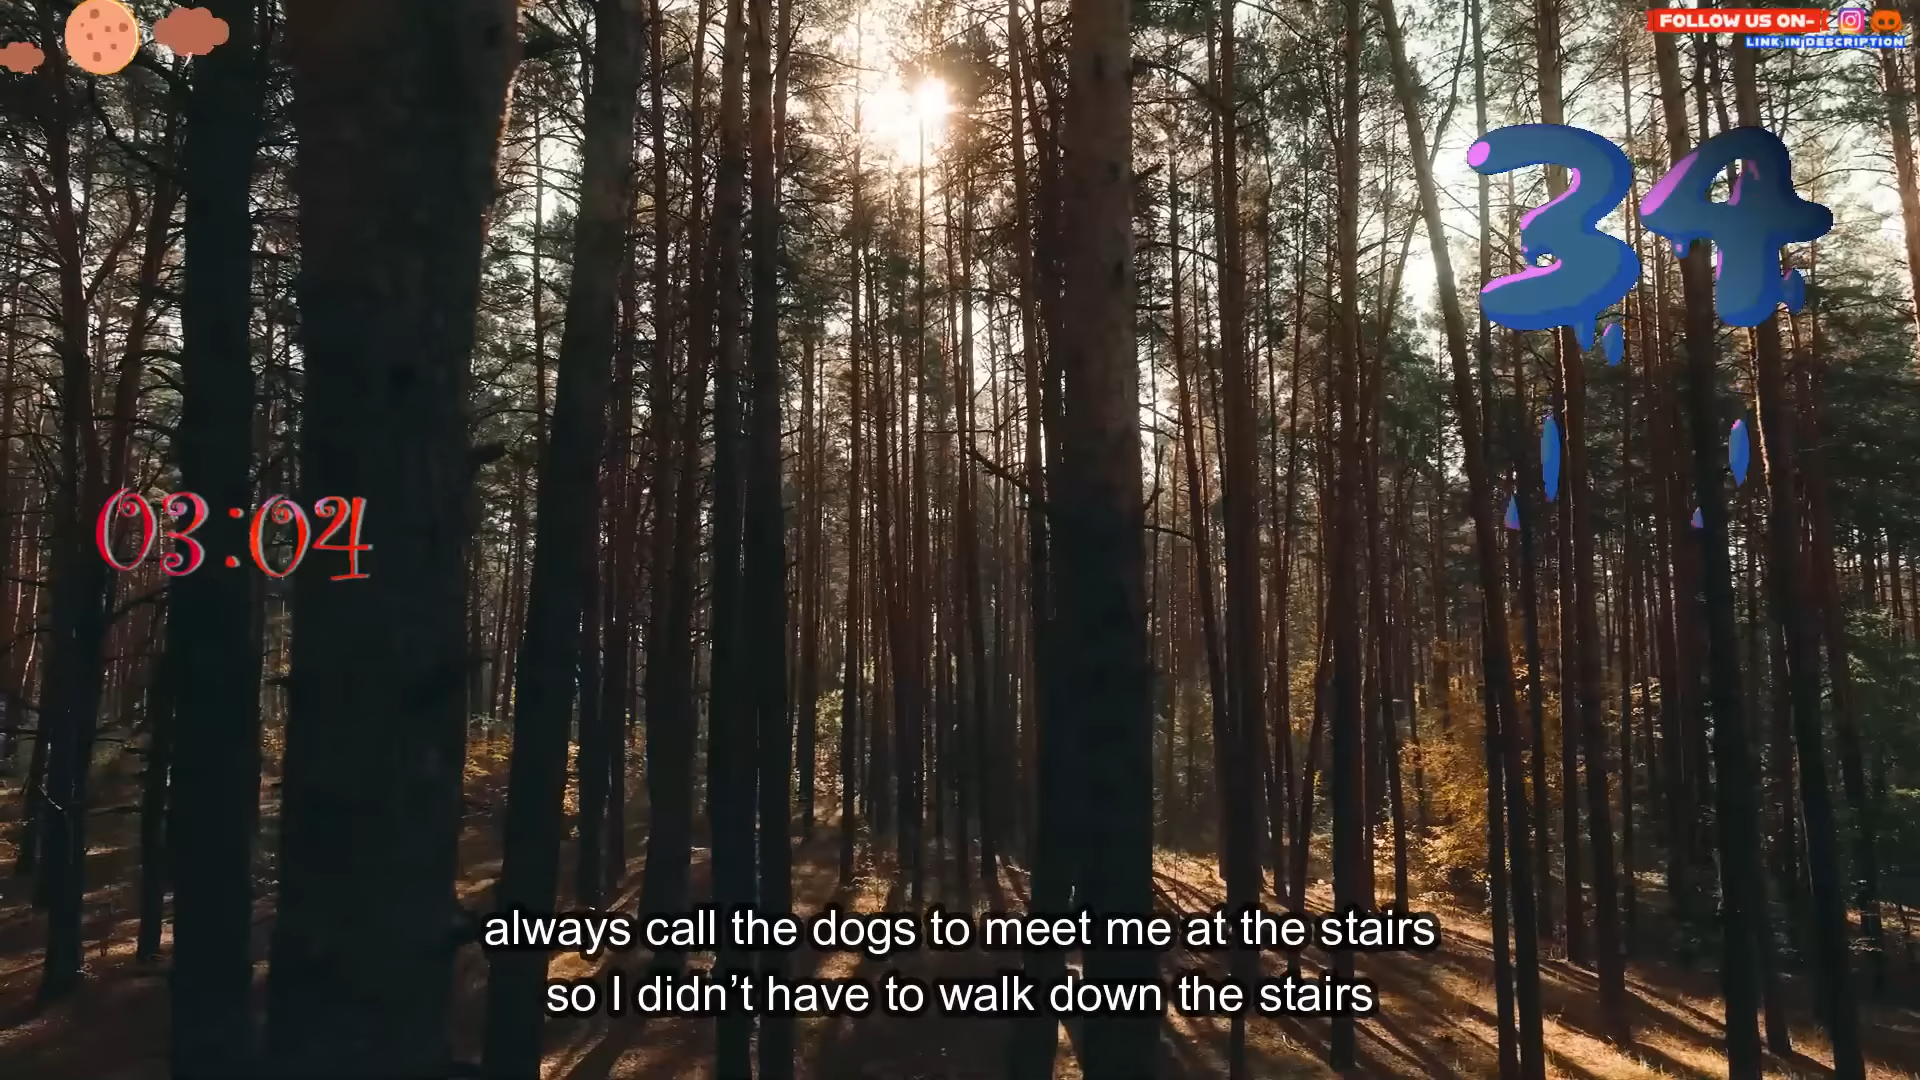 FOLLOW US ON-
LINK IN DESCRIPTION
34
03:04
always call the dogs to meet me at the stairs
so I didn’t have to walk down the stairs